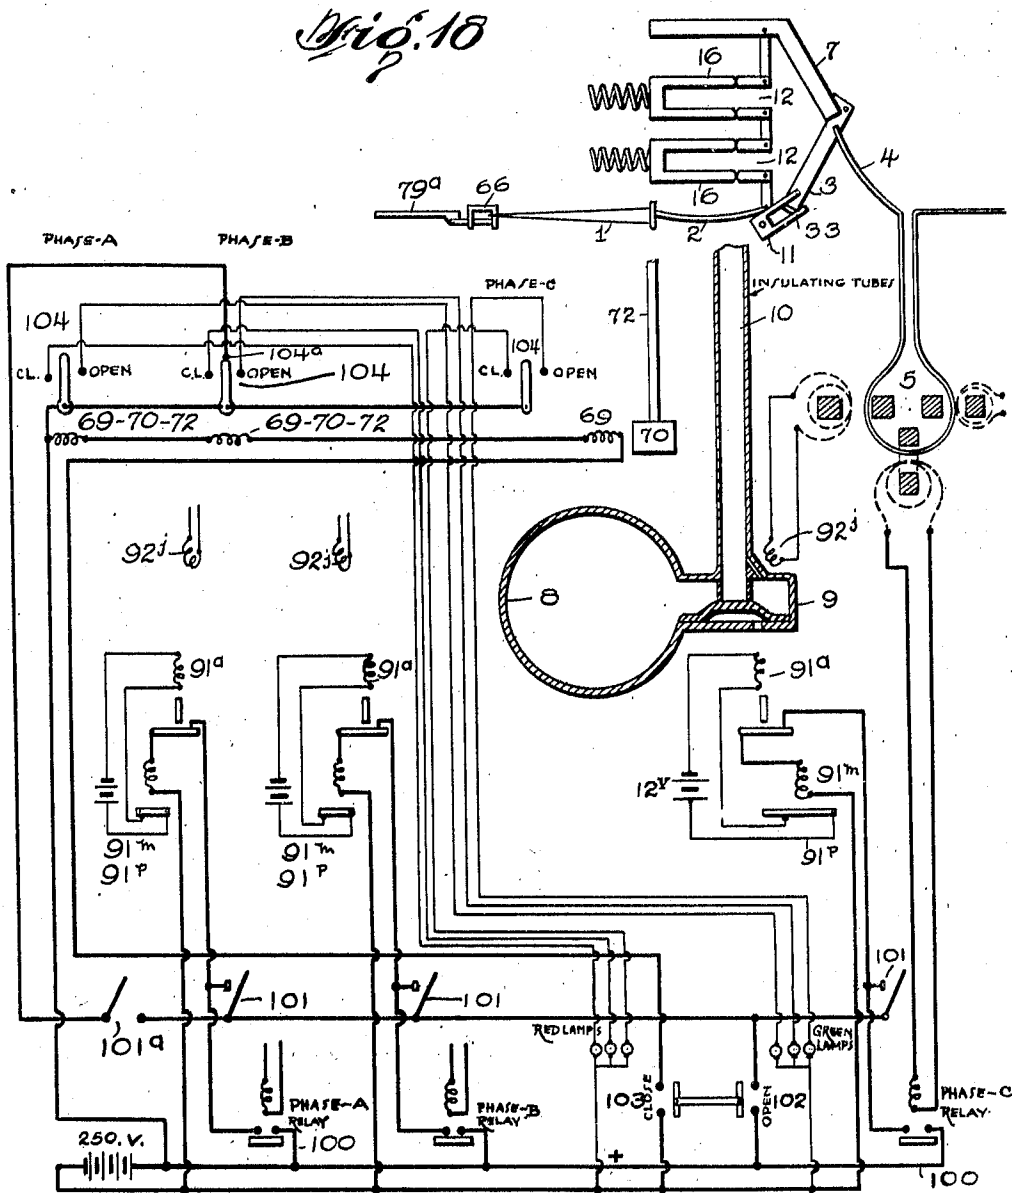 Fig. 18
7
16
12
4
12
79a
66
16
3
1
2
33
11
PHASE-A
PHASE-B
INSULATING TUBES
PHASE-C
72
10
104
104a
104
5
CL.
OPEN
CL.
OPEN
104
CL.
OPEN
69-70-72
69-70-72
69
70
92j
92j
92j
8
9
91a
91a
91a
12V
91m
91m
91P
91m
91P
91P
101
101
101
101a
RED LAMPS
GREEN LAMPS
PHASE-A RELAY
100
PHASE-B RELAY
103
CLOSE
OPEN
102
PHASE-C RELAY.
250.V.
+
100